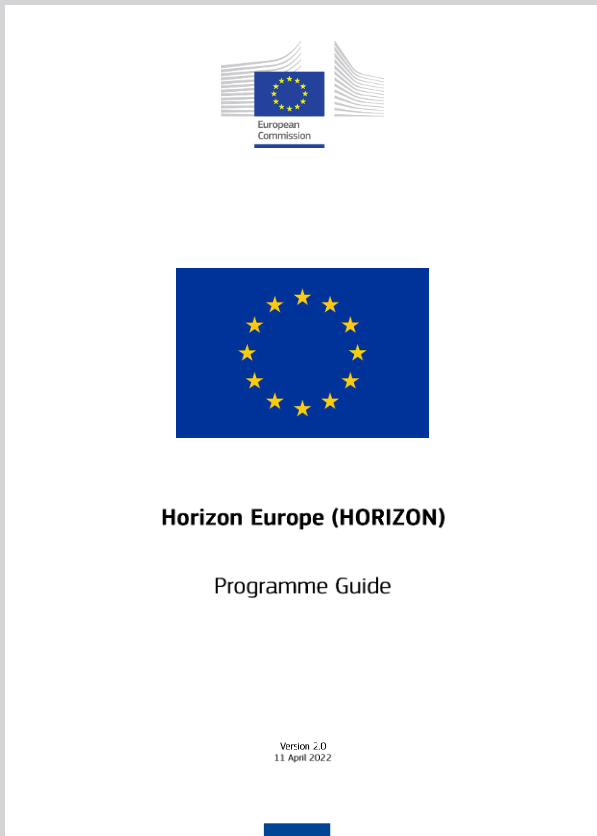 European
Commission
Horizon Europe (HORIZON)
Programme Guide
Version 2.0
11 April 2022